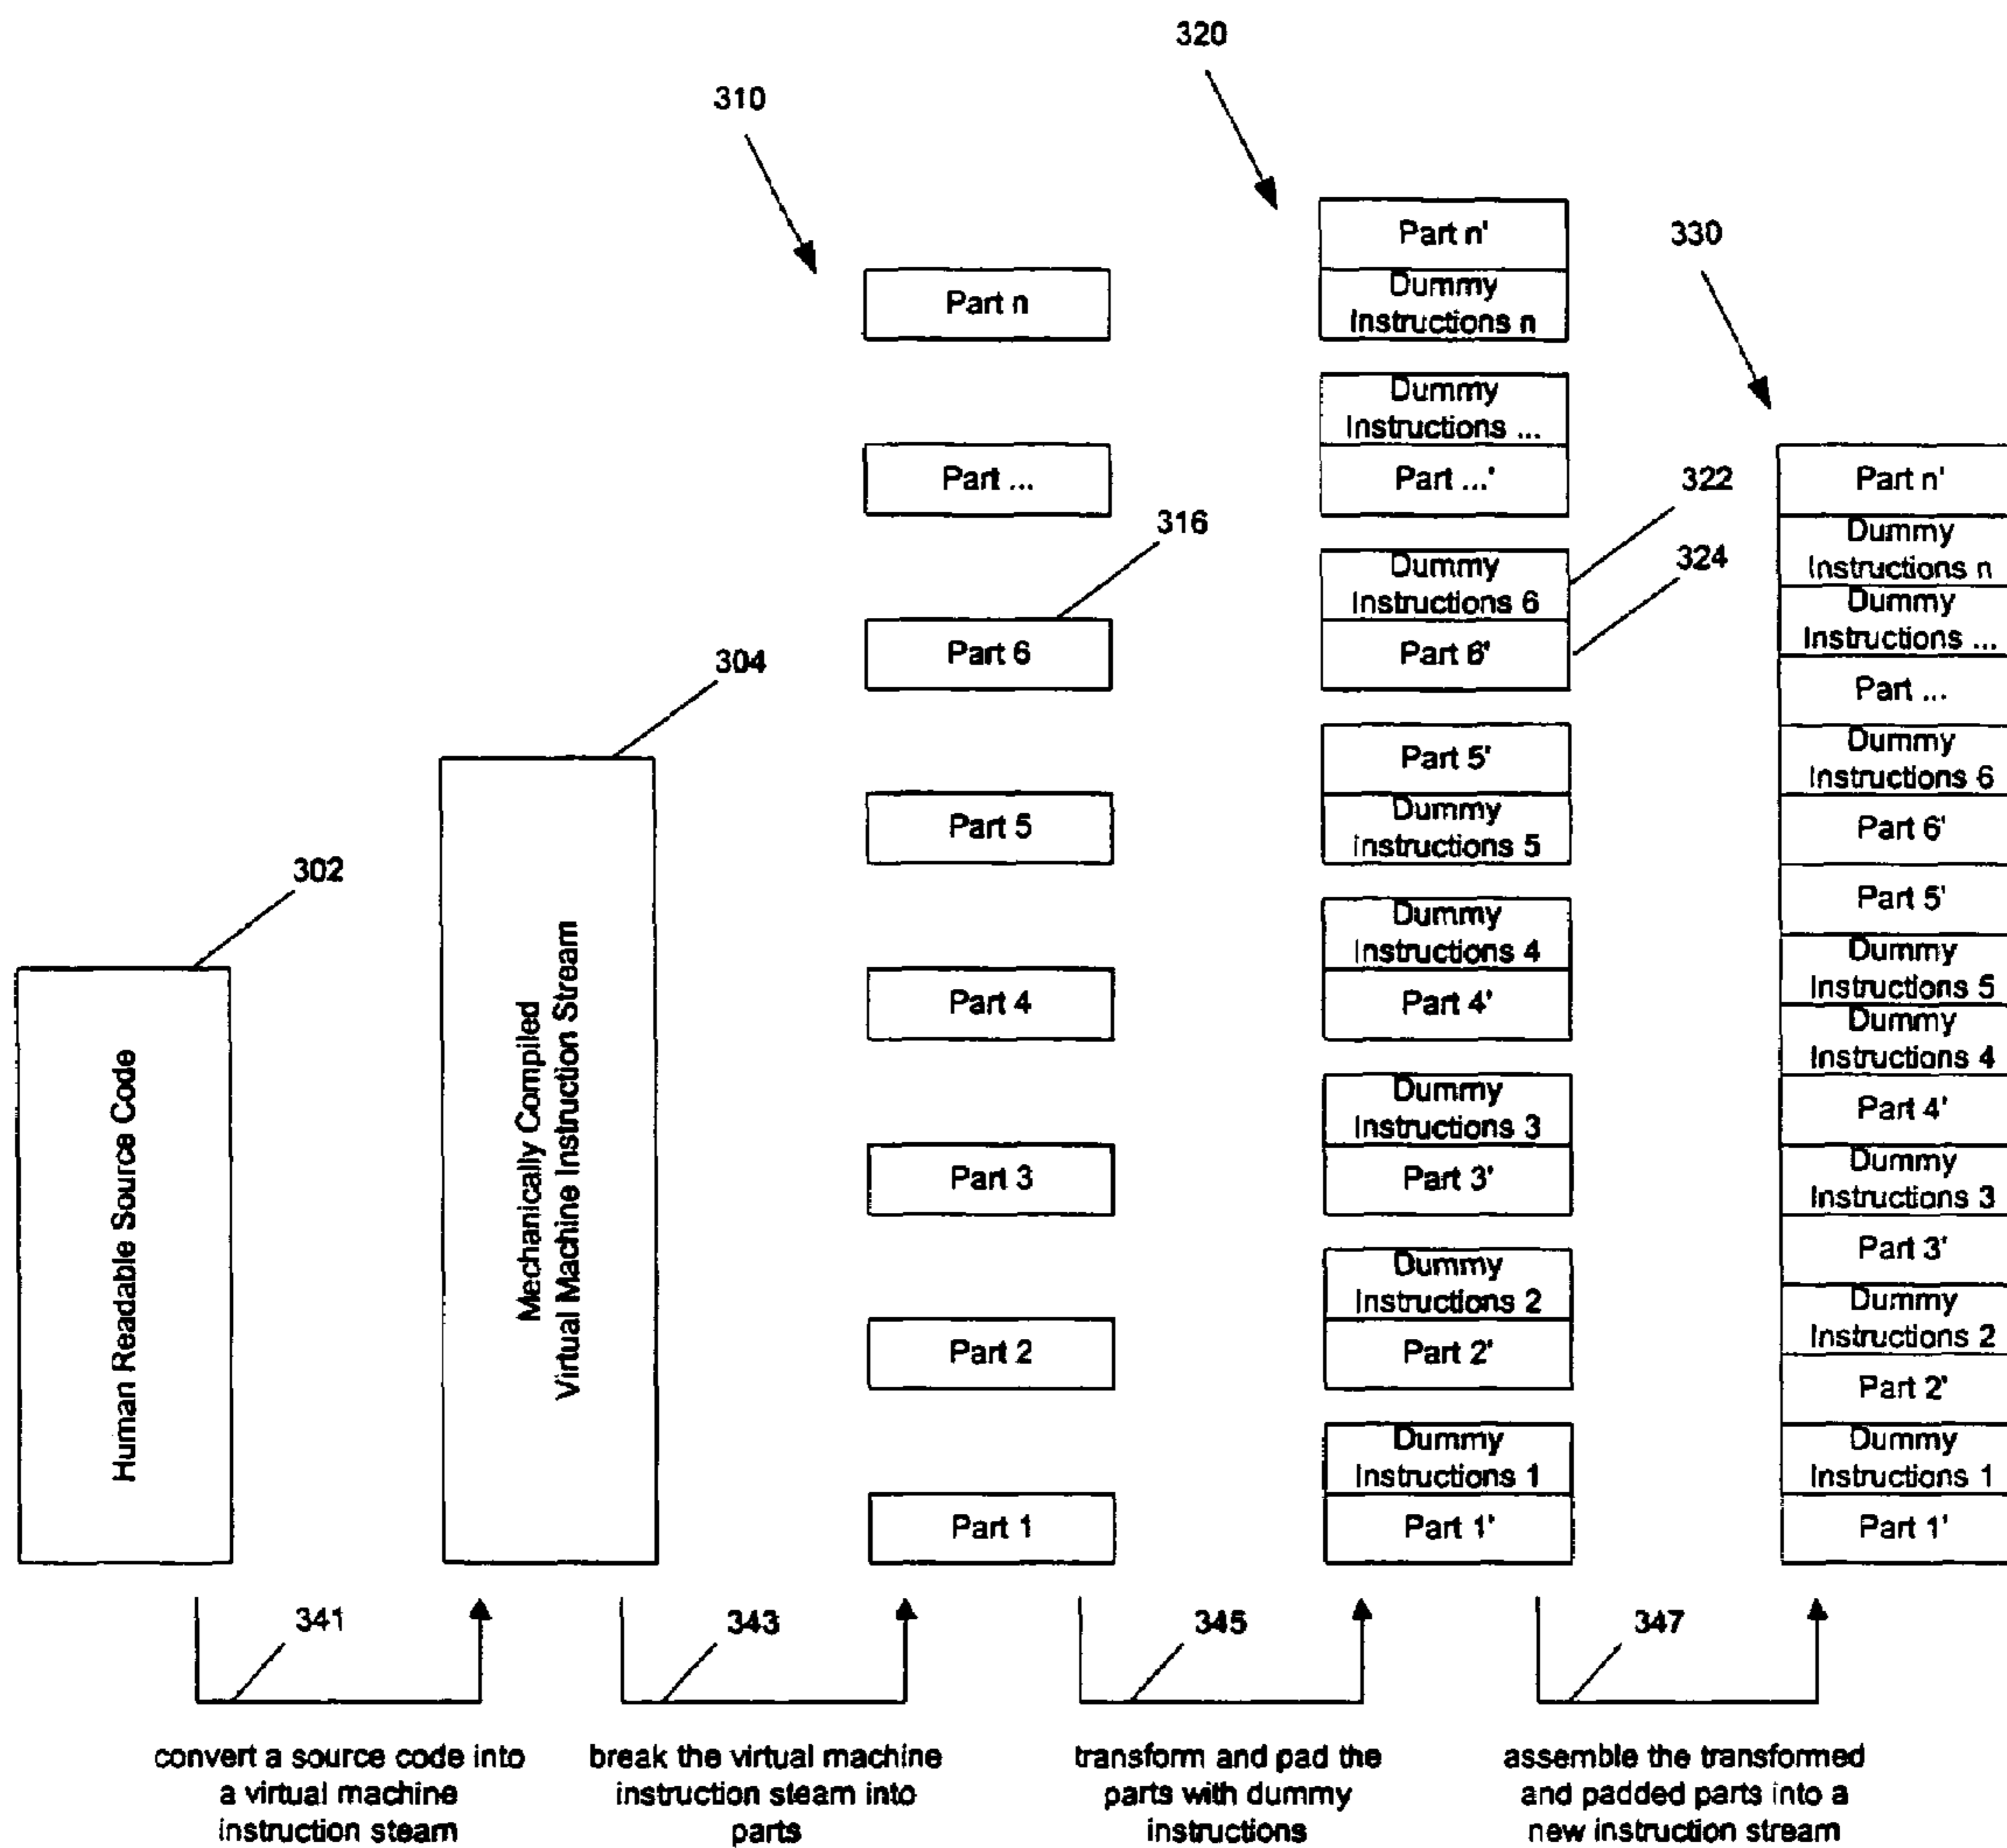 320
310
Part n'
330
Dummy
Instructions n
Part n
Dummy
Instructions ...
Part ...'
Part ...
322
Part n'
316
Dummy
Instructions n
Dummy
Instructions 6
324
Dummy
Instructions ...
Part 6
Part 6'
304
Part ...
Part 5'
Dummy
Instructions 6
Part 5
Dummy
Instructions 5
Part 6'
302
Part 5'
Dummy
Instructions 4
Dummy
Instructions 5
Part 4
Part 4'
Dummy
Instructions 4
Human Readable Source Code
Mechanically Compiled
Virtual Machine Instruction Stream
Dummy
Instructions 3
Part 4'
Part 3
Part 3'
Dummy
Instructions 3
Part 3'
Dummy
Instructions 2
Dummy
Instructions 2
Part 2
Part 2'
Part 2'
Dummy
Instructions 1
Dummy
Instructions 1
Part 1
Part 1'
Part 1'
341
343
345
347
convert a source code into
a virtual machine
instruction steam
break the virtual machine
instruction steam into
parts
transform and pad the
parts with dummy
instructions
assemble the transformed
and padded parts into a
new instruction stream